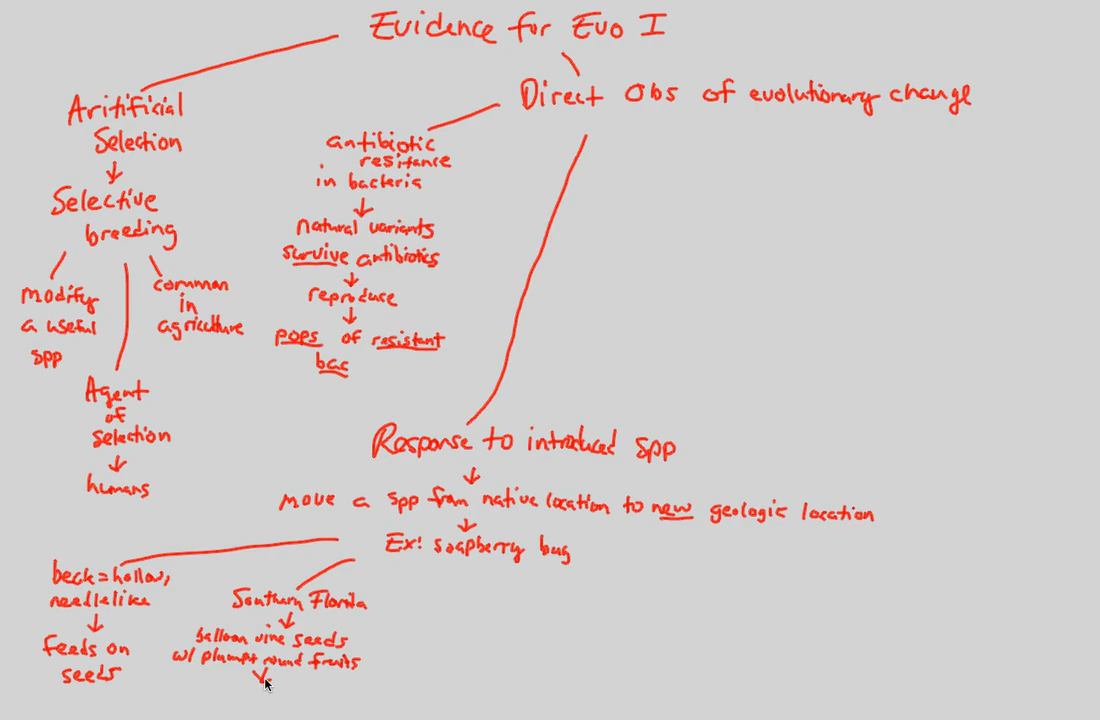 Evidence for Evo I
Aritificial
Selection
↓
Selective
breeding
modify
a useful
spp
common
in
agriculture
Agent
of
selection
↓
humans
Direct Obs of evolutionary change
antibiotic
resitance
in bacteria
↓
natural variants
survive antibiotics
↓
reproduce
↓
pops of resistant
bac
Response to introduced spp
↓
move a spp from native location to new geologic location
↓
Ex: soapberry bug
beck = hollow,
needlelike
↓
feeds on
seeds
Southern Florida
↓
balloon vine seeds
w/ plump round fruits
↓